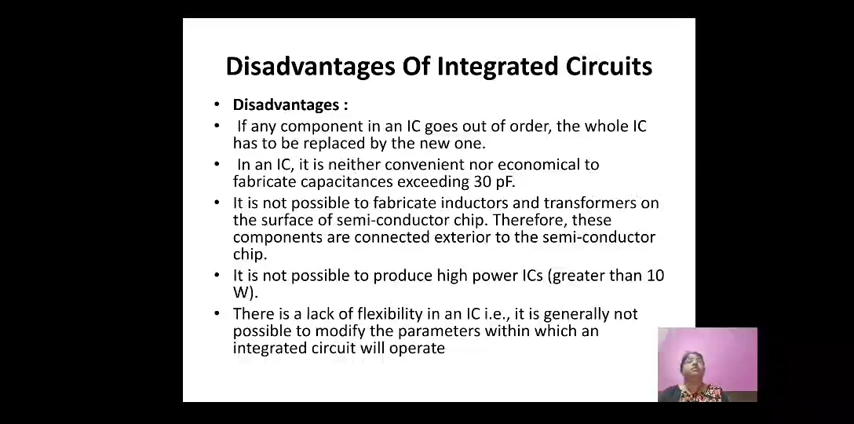 Disadvantages Of Integrated Circuits
• Disadvantages :
• If any component in an IC goes out of order, the whole IC
has to be replaced by the new one.
• In an IC, it is neither convenient nor economical to
fabricate capacitances exceeding 30 pF.
• It is not possible to fabricate inductors and transformers on
the surface of semi-conductor chip. Therefore, these
components are connected exterior to the semi-conductor
chip.
• It is not possible to produce high power ICs (greater than 10
W).
• There is a lack of flexibility in an IC i.e., it is generally not
possible to modify the parameters within which an
integrated circuit will operate